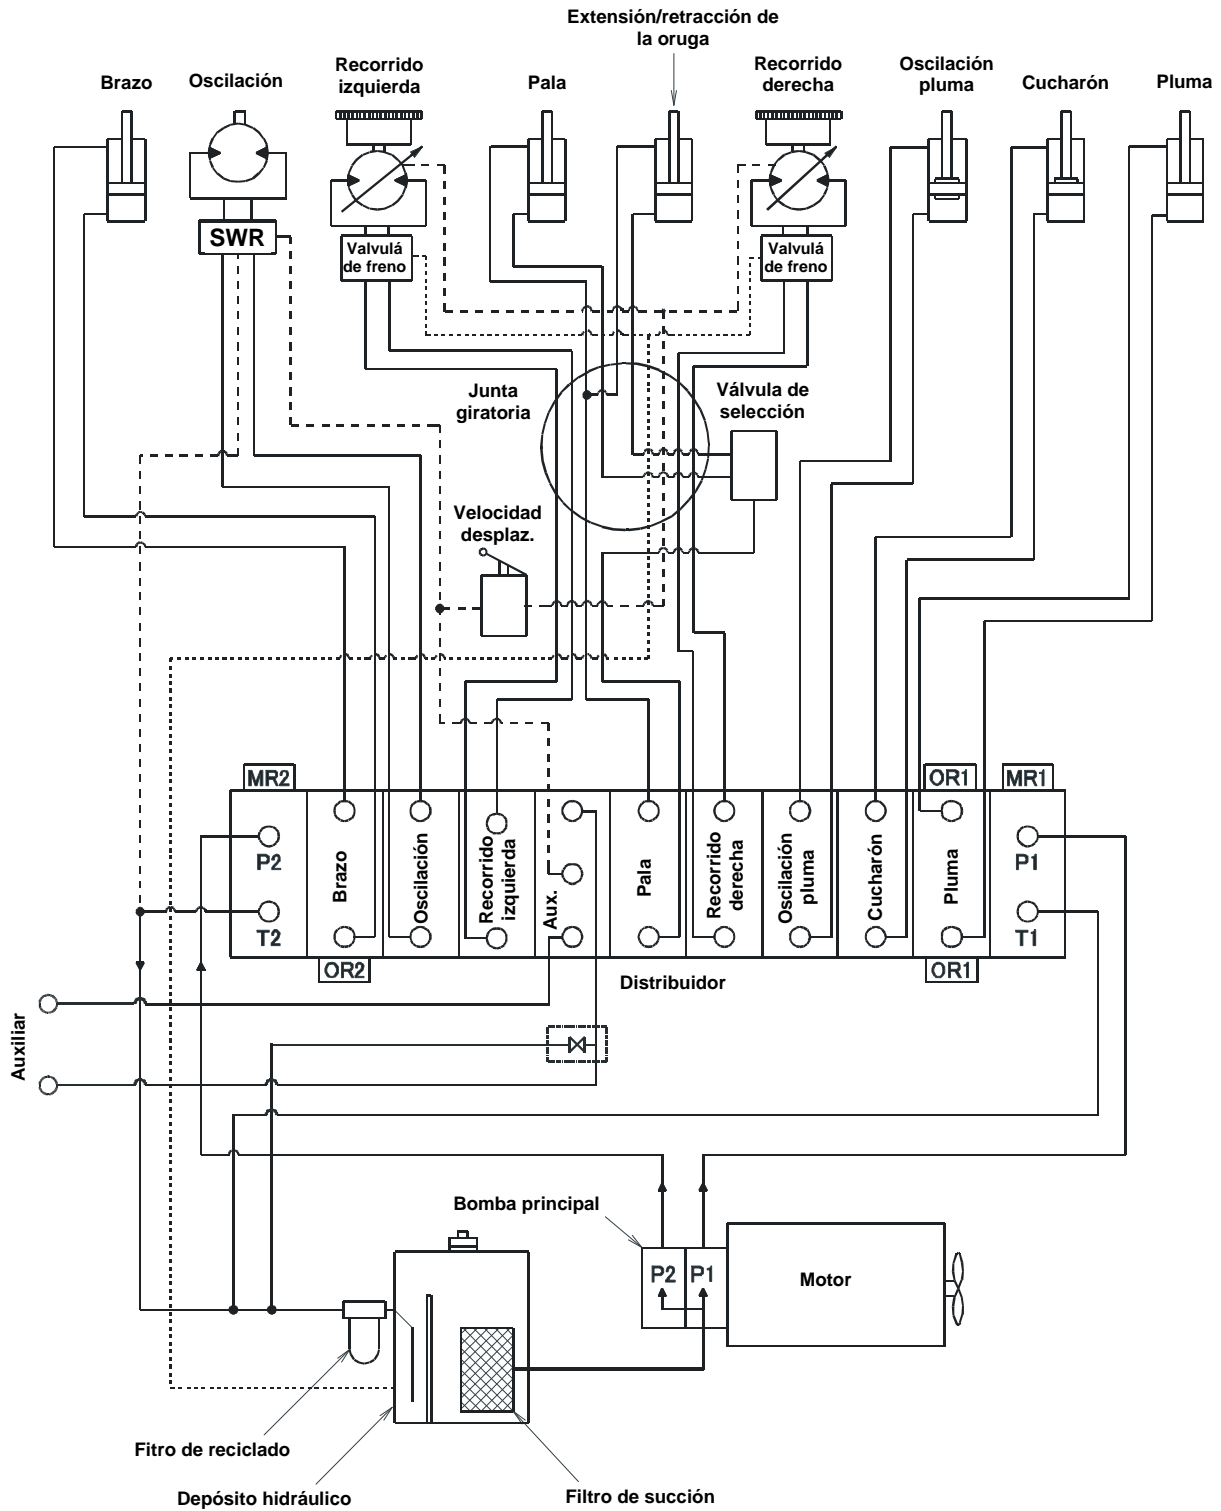 Extensión/retracción de
la oruga
Brazo
Oscilación
Recorrido
izquierda
Pala
Recorrido
derecha
Oscilación
pluma
Cucharón
Pluma
SWR
Valvulá
de freno
Valvulá
de freno
Junta
giratoria
Válvula de
selección
Velocidad
desplaz.
MR2
OR1
MR1
P2
T2
Brazo
Oscilación
Recorrido
izquierda
Aux.
Pala
Recorrido
derecha
Oscilación
pluma
Cucharón
Pluma
P1
T1
OR2
Distribuidor
OR1
Auxiliar
Bomba principal
P2
P1
Motor
Fitro de reciclado
Depósito hidráulico
Filtro de succión